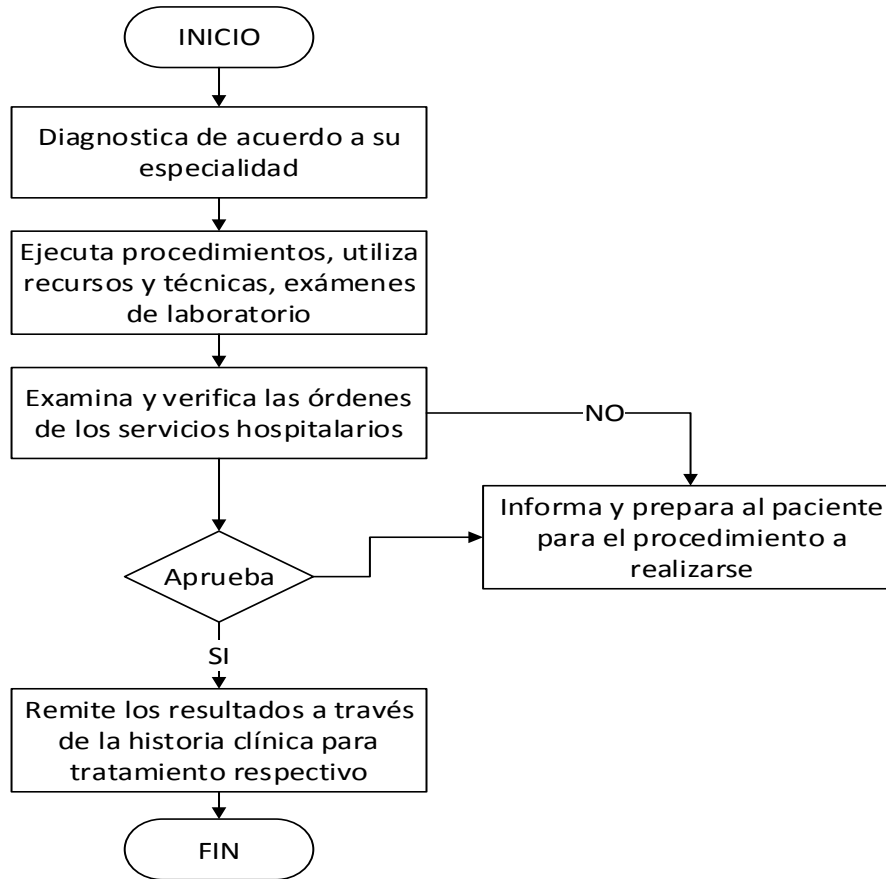 INICIO
Diagnostica de acuerdo a su
especialidad
Ejecuta procedimientos, utiliza
recursos y técnicas, exámenes
de laboratorio
Examina y verifica las órdenes
de los servicios hospitalarios
NO
Informa y prepara al paciente
para el procedimiento a
realizarse
Aprueba
SI
Remite los resultados a través
de la historia clínica para
tratamiento respectivo
FIN